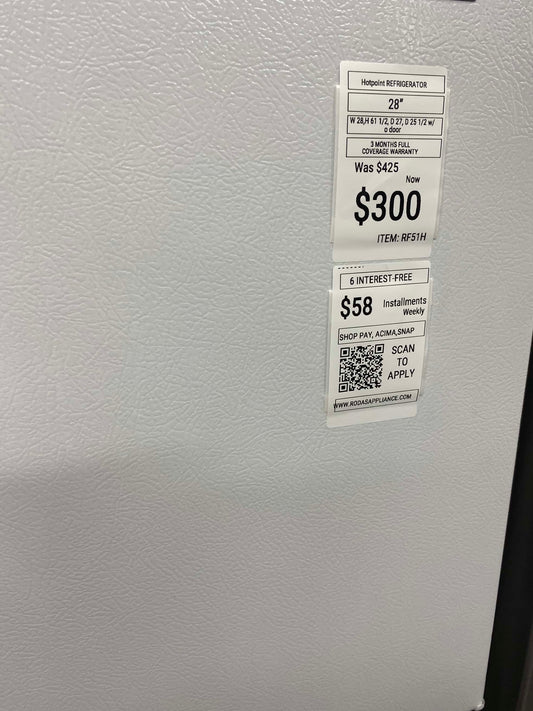 Hotpoint REFRIGERATOR
28"
W 28,H 61 1/2, D 27, D 25 1/2 w/
o door
3 MONTHS FULL
COVERAGE WARRANTY
Was $425
Now
$300
ITEM: RF51H
6 INTEREST-FREE
$58 Installments
Weekly
SHOP PAY, ACIMA,SNAP
SCAN
TO
APPLY
WWW.RODASAPPLIANCE.COM